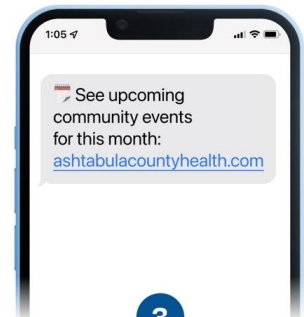 1:05
See upcoming
community events
for this month:
ashtabulacountyhealth.com